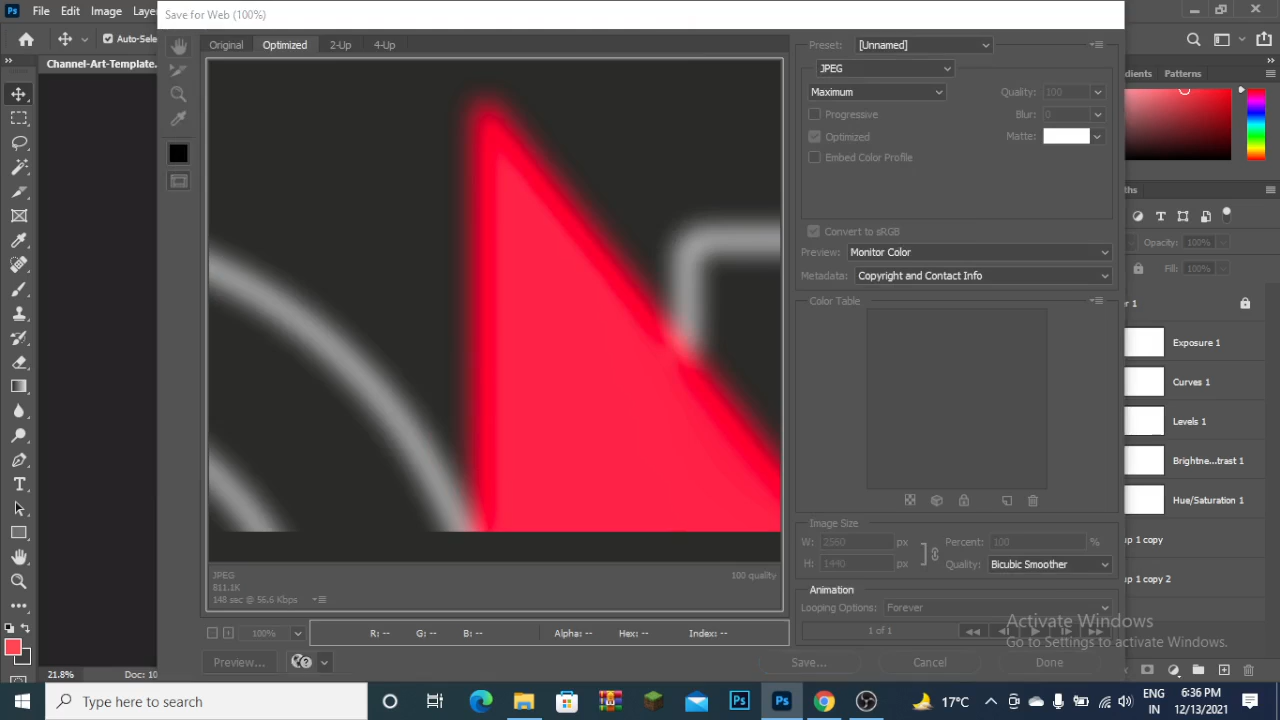 File Edit Image Laye
Save for Web (100%)
Auto-Sele
Channel-Art-Template.
Original Optimized 2-Up 4-Up
Preset: [Unnamed]
JPEG
Maximum Quality: 100
Progressive Blur: 0
Optimized Matte:
Embed Color Profile
Convert to sRGB
Preview: Monitor Color
Metadata: Copyright and Contact Info
Color Table
Image Size
W: 2560 px Percent: 100 %
H: 1440 px Quality: Bicubic Smoother
Animation
Looping Options: Forever
1 of 1
JPEG 100 quality
811.1K
148 sec @ 56.6 Kbps
100% R: -- G: -- B: -- Alpha: -- Hex: -- Index: --
Preview... Save... Cancel Done
dients Patterns
ths
Opacity: 100%
Fill: 100%
r 1
Exposure 1
Curves 1
Levels 1
Brightne...trast 1
Hue/Saturation 1
up 1 copy
up 1 copy 2
Activate Windows
Go to Settings to activate Windows.
21.8% Doc: 10
Type here to search
17°C
ENG 6:36 PM
IN 12/13/2021